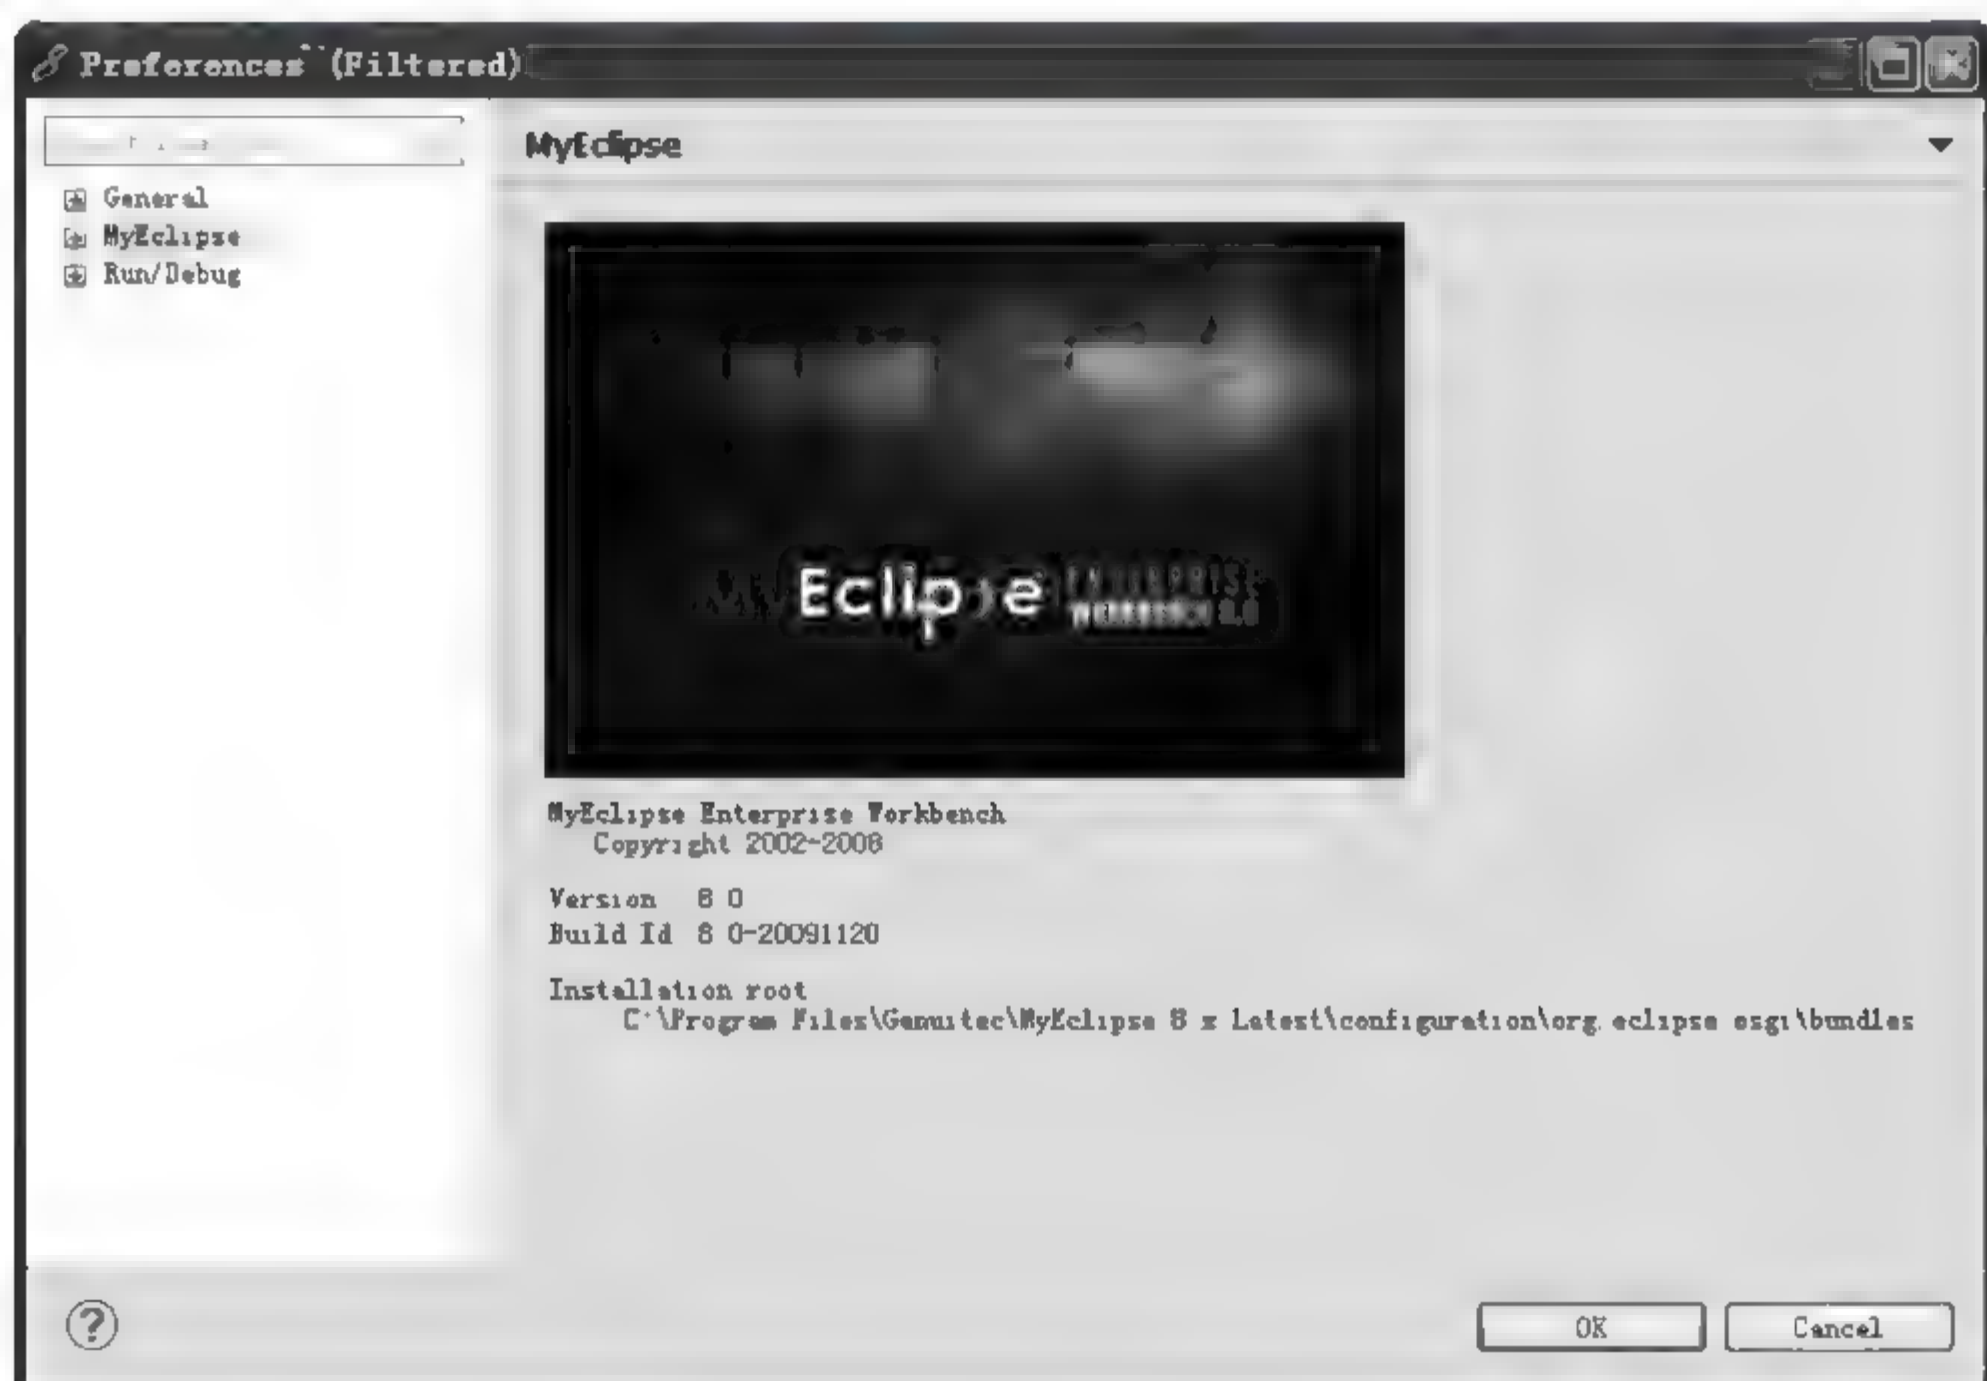 Preferences (Filtered)
MyEclipse
General
MyEclipse
Run/Debug
Eclipse
MyEclipse Enterprise Workbench
Copyright 2002-2008
Version 8 0
Build Id 8 0-20091120
Installation root
C:\Program Files\Genuitec\MyEclipse 8 x Latest\configuration\org.eclipse osgi\bundles
OK
Cancel